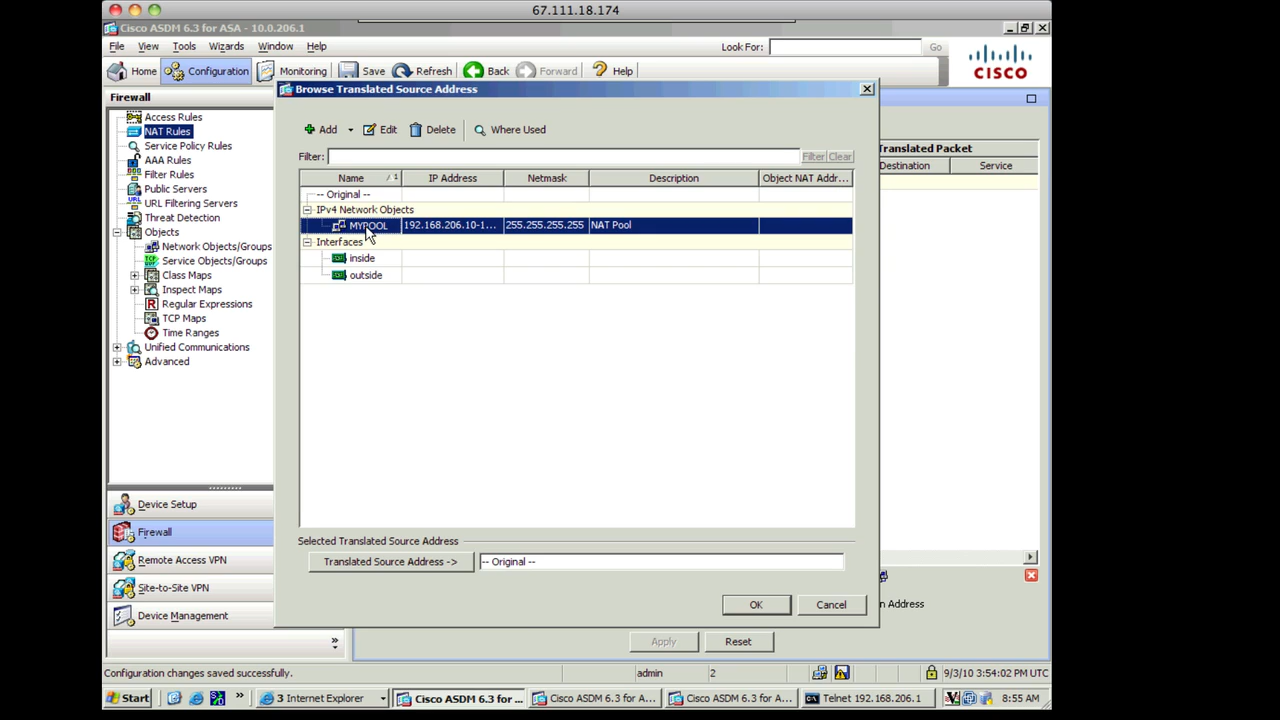 67.111.18.174
Cisco ASDM 6.3 for ASA - 10.0.206.1
File View Tools Wizards Window Help Look For: Go
Home Configuration Monitoring Save Refresh Back Forward Help
CISCO
Firewall
Access Rules
NAT Rules
Service Policy Rules
AAA Rules
Filter Rules
Public Servers
URL Filtering Servers
Threat Detection
Objects
Network Objects/Groups
Service Objects/Groups
Class Maps
Inspect Maps
Regular Expressions
TCP Maps
Time Ranges
Unified Communications
Advanced
Device Setup
Firewall
Remote Access VPN
Site-to-Site VPN
Device Management
»
Browse Translated Source Address
Add Edit Delete Where Used
Filter: Filter Clear
Name 1 IP Address Netmask Description Object NAT Addr...
-- Original --
IPv4 Network Objects
MYPOOL 192.168.206.10-1... 255.255.255.255 NAT Pool
Interfaces
inside
outside
Selected Translated Source Address
Translated Source Address -> -- Original --
OK Cancel
Translated Packet
Destination Service
n Address
Apply Reset
Configuration changes saved successfully. admin 2 9/3/10 3:54:02 PM UTC
Start » 3 Internet Explorer Cisco ASDM 6.3 for ... Cisco ASDM 6.3 for A... Cisco ASDM 6.3 for A... Telnet 192.168.206.1 8:55 AM